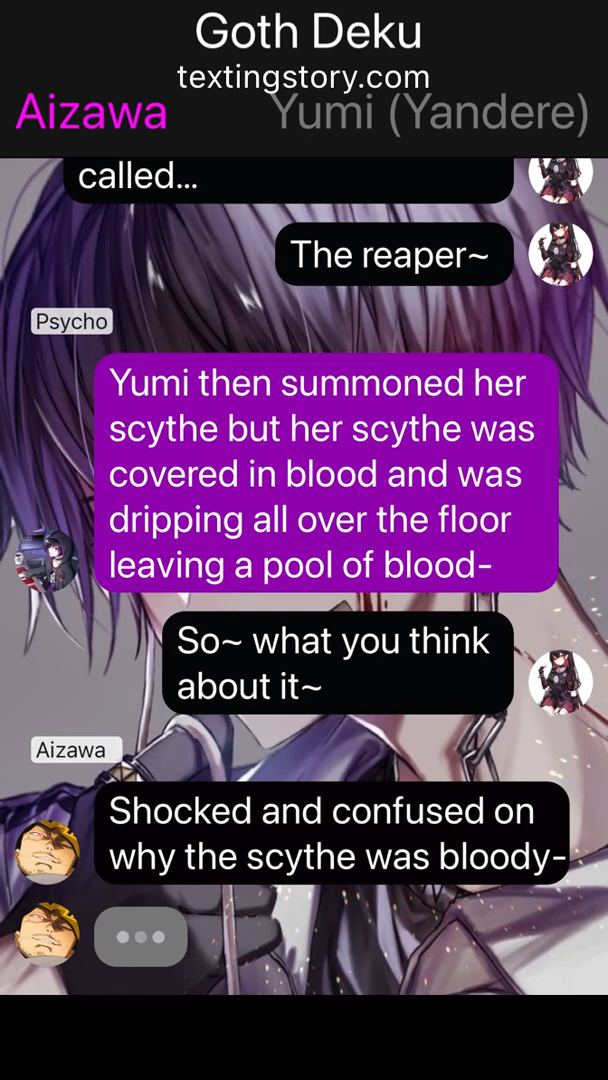 Goth Deku
textingstory.com
Aizawa
Yumi (Yandere)
called...
The reaper~
Psycho
Yumi then summoned her
scythe but her scythe was
covered in blood and was
dripping all over the floor
leaving a pool of blood-
So~ what you think
about it~
Aizawa
Shocked and confused on
why the scythe was bloody-